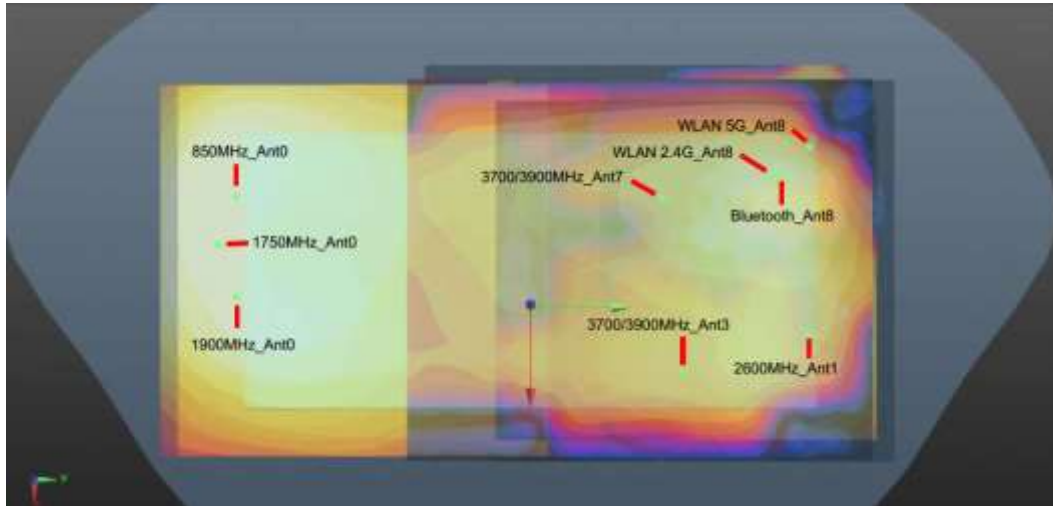 WLAN 5G_Ant8
850MHz_Ant0
WLAN 2.4G_Ant8
3700/3900MHz_Ant7
Bluetooth_Ant8
1750MHz_Ant0
3700/3900MHz_Ant3
1900MHz_Ant0
2600MHz_Ant1